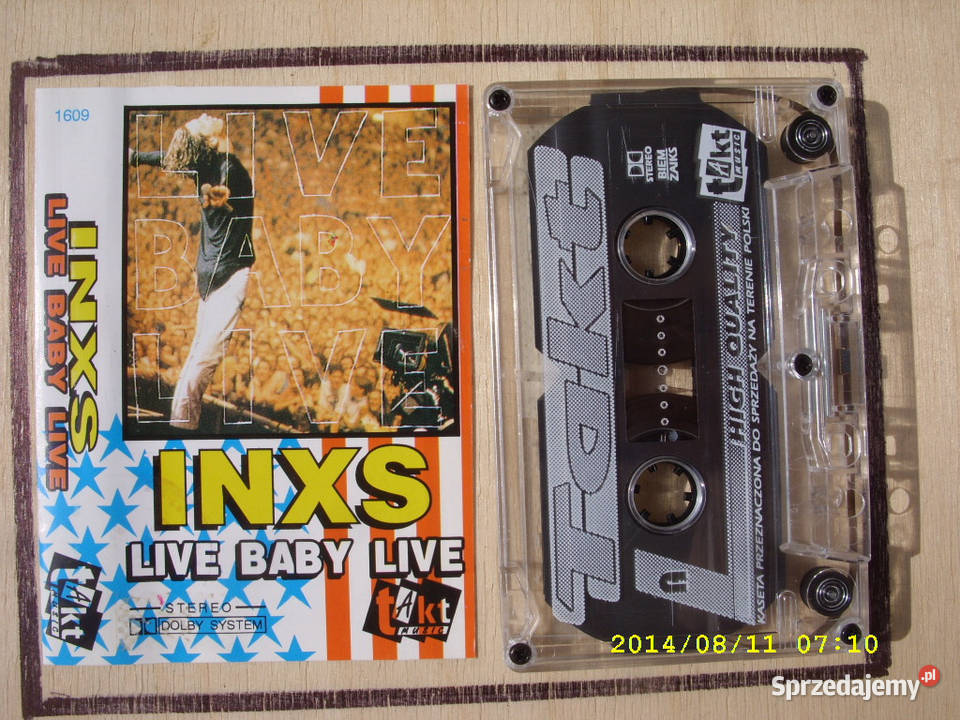 1609
LIVE
BABY
LIVE
INXS
LIVE BABY LIVE
INXS
LIVE BABY LIVE
STEREO
DOLBY SYSTEM
takt
MUZIC
takt
MUZIC
Takt
STEREO
BIEM
ZAIKS
takt
MUSIC
HIGH QUALITY
KASETA PRZEZNACZONA DO SPRZEDAŻY NA TERENIE POLSKI
2014/08/11 07:10
Sprzedajemy.pl